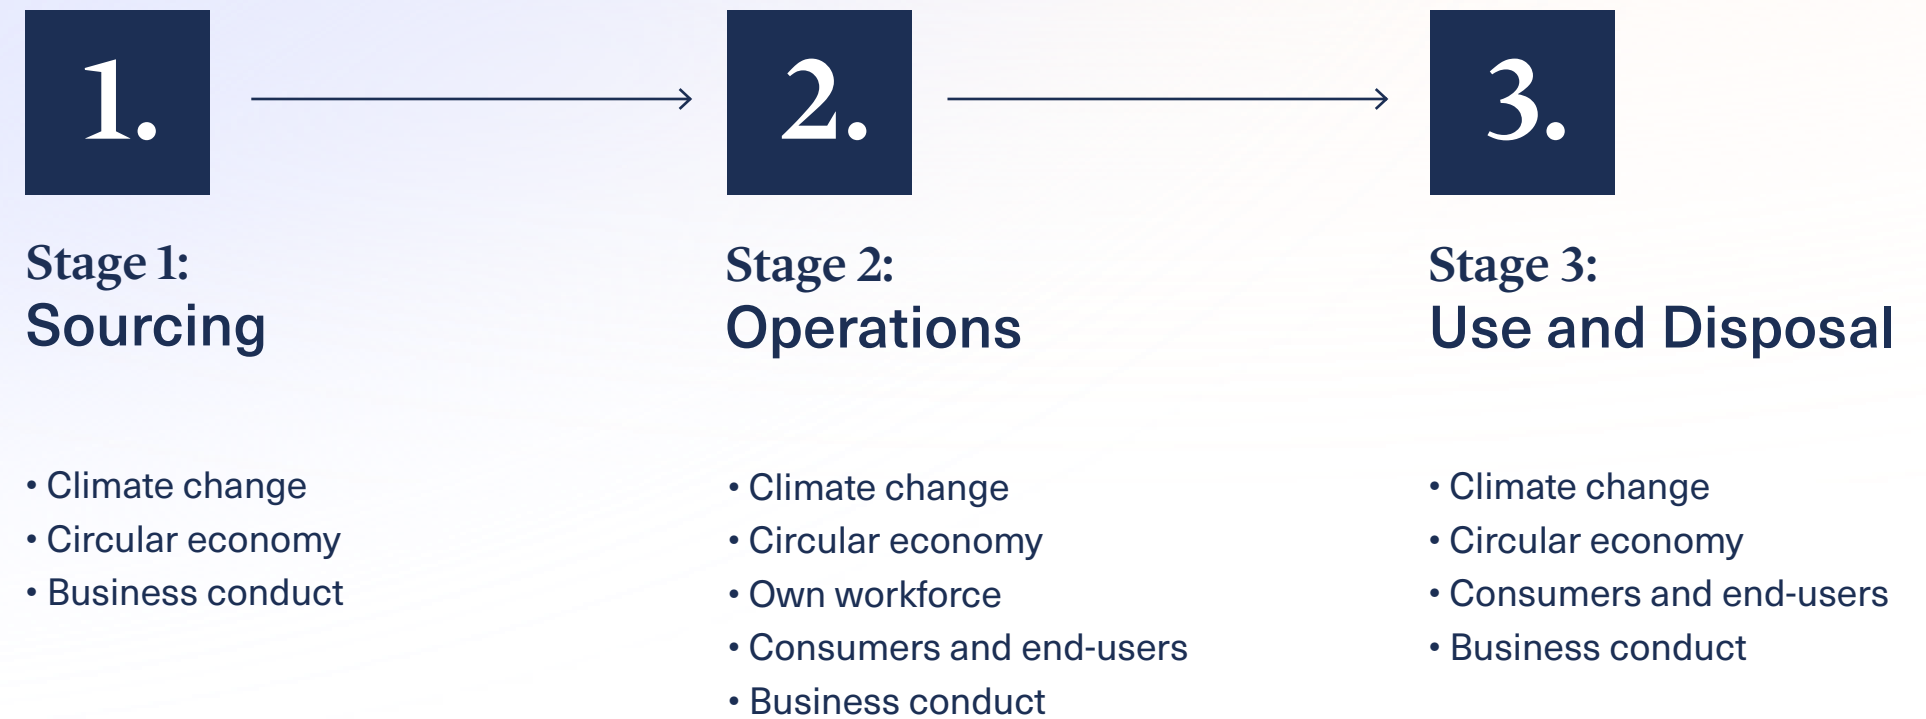 1.
Stage 1:
Sourcing
• Climate change
• Circular economy
• Business conduct
2.
Stage 2:
Operations
• Climate change
• Circular economy
• Own workforce
• Consumers and end-users
• Business conduct
3.
Stage 3:
Use and Disposal
• Climate change
• Circular economy
• Consumers and end-users
• Business conduct